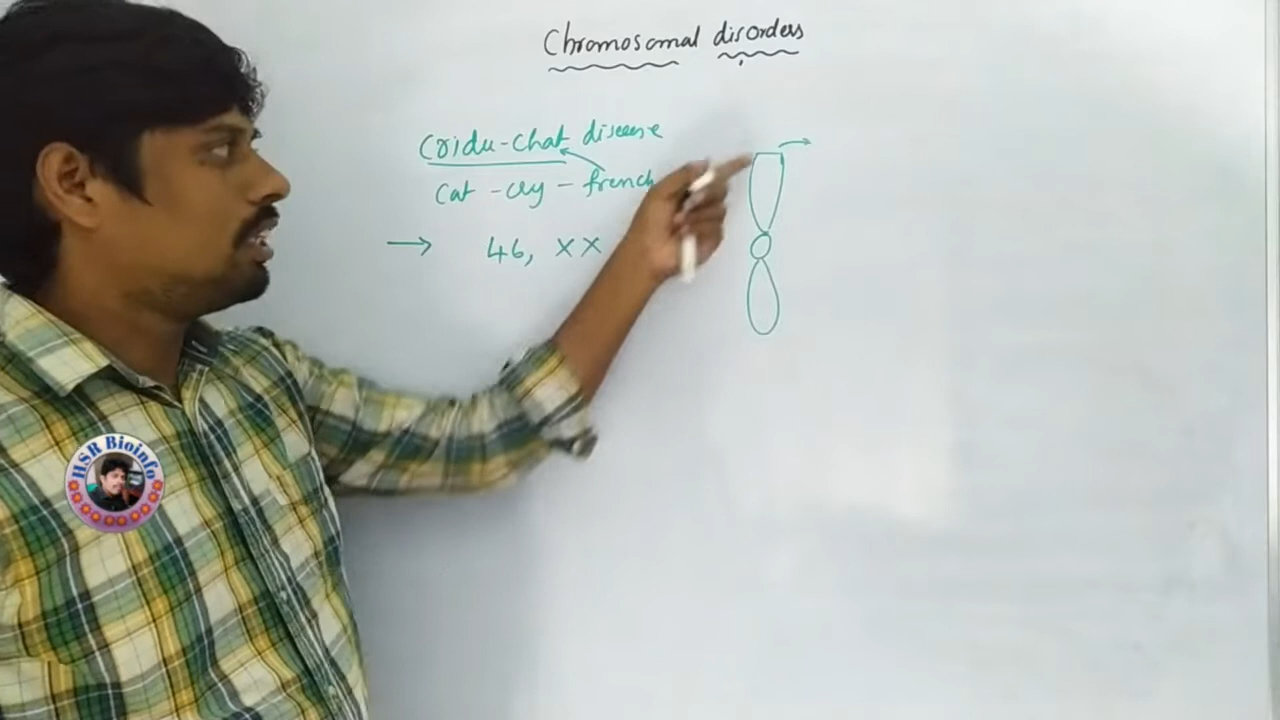 Chromosomal disorders
Cridu-Chat disease
Cat - cry - french
→ 46, XX
HSR Bioinfo